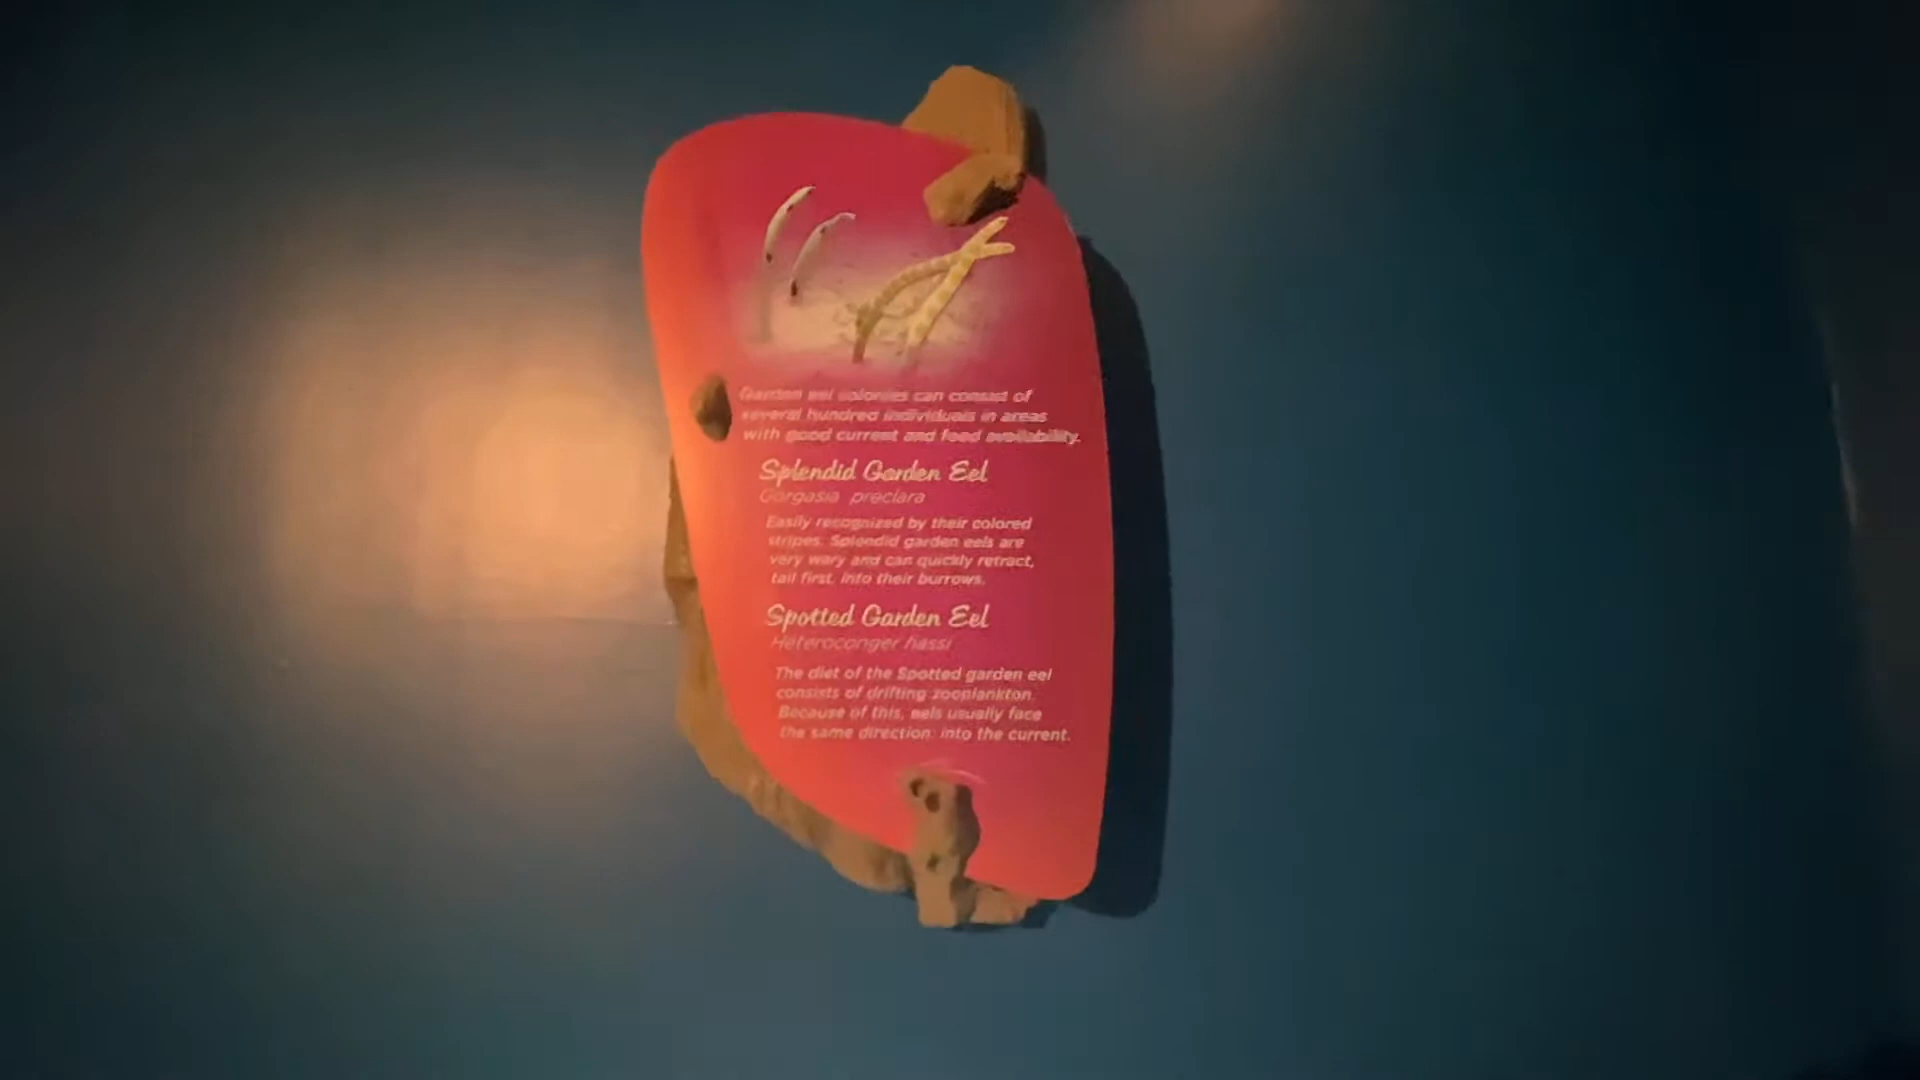 Garden eel colonies can consist of
several hundred individuals in areas
with good current and food availability.
Splendid Garden Eel
Gorgasia preclara
Easily recognized by their colored
stripes. Splendid garden eels are
very wary and can quickly retract,
tail first, into their burrows.
Spotted Garden Eel
Heteroconger hassi
The diet of the Spotted garden eel
consists of drifting zooplankton.
Because of this, eels usually face
the same direction: into the current.